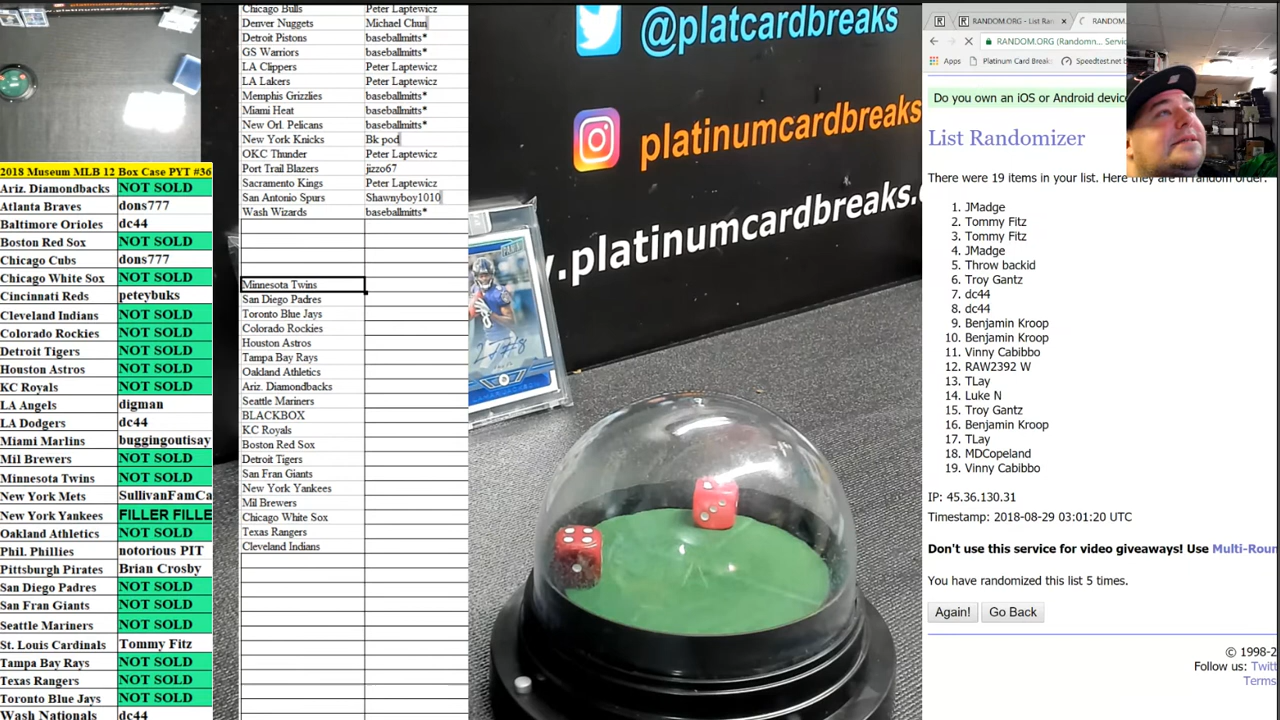 2018 Museum MLB 12 Box Case PYT #36
Ariz. Diamondbacks NOT SOLD
Atlanta Braves dons777
Baltimore Orioles dc44
Boston Red Sox NOT SOLD
Chicago Cubs dons777
Chicago White Sox NOT SOLD
Cincinnati Reds peteybuks
Cleveland Indians NOT SOLD
Colorado Rockies NOT SOLD
Detroit Tigers NOT SOLD
Houston Astros NOT SOLD
KC Royals NOT SOLD
LA Angels digman
LA Dodgers dc44
Miami Marlins buggingoutisay
Mil Brewers NOT SOLD
Minnesota Twins NOT SOLD
New York Mets SullivanFamCa
New York Yankees FILLER FILLE
Oakland Athletics NOT SOLD
Phil. Phillies notorious PIT
Pittsburgh Pirates Brian Crosby
San Diego Padres NOT SOLD
San Fran Giants NOT SOLD
Seattle Mariners NOT SOLD
St. Louis Cardinals Tommy Fitz
Tampa Bay Rays NOT SOLD
Texas Rangers NOT SOLD
Toronto Blue Jays NOT SOLD
Wash Nationals dc44
Chicago Bulls Peter Laptewicz
Denver Nuggets Michael Chun
Detroit Pistons baseballmitts*
GS Warriors baseballmitts*
LA Clippers Peter Laptewicz
LA Lakers Peter Laptewicz
Memphis Grizzlies baseballmitts*
Miami Heat baseballmitts*
New Orl. Pelicans baseballmitts*
New York Knicks Bk pod
OKC Thunder Peter Laptewicz
Port Trail Blazers jizzo67
Sacramento Kings Peter Laptewicz
San Antonio Spurs Shawnyboy1010
Wash Wizards baseballmitts*
Minnesota Twins
San Diego Padres
Toronto Blue Jays
Colorado Rockies
Houston Astros
Tampa Bay Rays
Oakland Athletics
Ariz. Diamondbacks
Seattle Mariners
BLACKBOX
KC Royals
Boston Red Sox
Detroit Tigers
San Fran Giants
New York Yankees
Mil Brewers
Chicago White Sox
Texas Rangers
Cleveland Indians
@platcardbreaks
platinumcardbreaks
.platinumcardbreaks.
RANDOM.ORG - List Ran
RANDOM.
RANDOM.ORG (Randomn... Servic
Apps Platinum Card Break Speedtest.net b
Do you own an iOS or Android device
List Randomizer
There were 19 items in your list. Here they are in random order:
1. JMadge
2. Tommy Fitz
3. Tommy Fitz
4. JMadge
5. Throw backid
6. Troy Gantz
7. dc44
8. dc44
9. Benjamin Kroop
10. Benjamin Kroop
11. Vinny Cabibbo
12. RAW2392 W
13. TLay
14. Luke N
15. Troy Gantz
16. Benjamin Kroop
17. TLay
18. MDCopeland
19. Vinny Cabibbo
IP: 45.36.130.31
Timestamp: 2018-08-29 03:01:20 UTC
Don't use this service for video giveaways! Use Multi-Roun
You have randomized this list 5 times.
Again! Go Back
© 1998-2
Follow us: Twitt
Terms